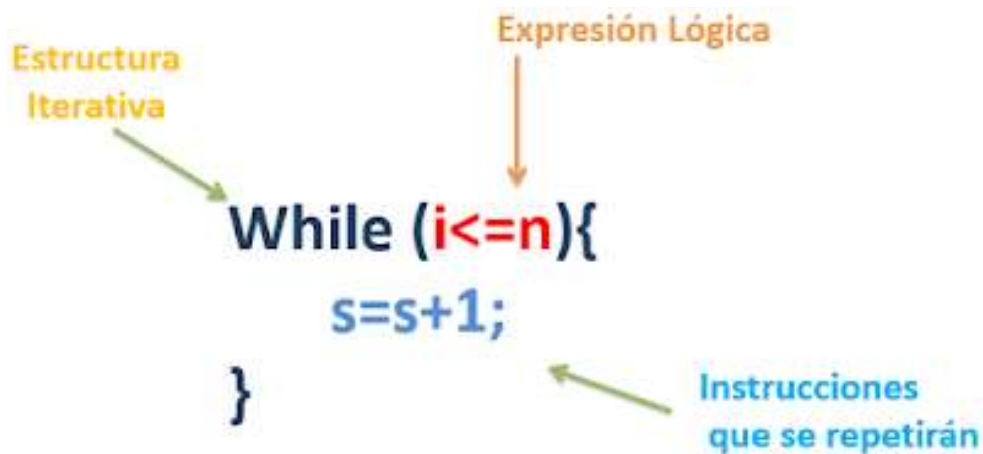 Expresión Lógica
Estructura
Iterativa
While (i<=n){
s=s+1;
}
Instrucciones
que se repetirán